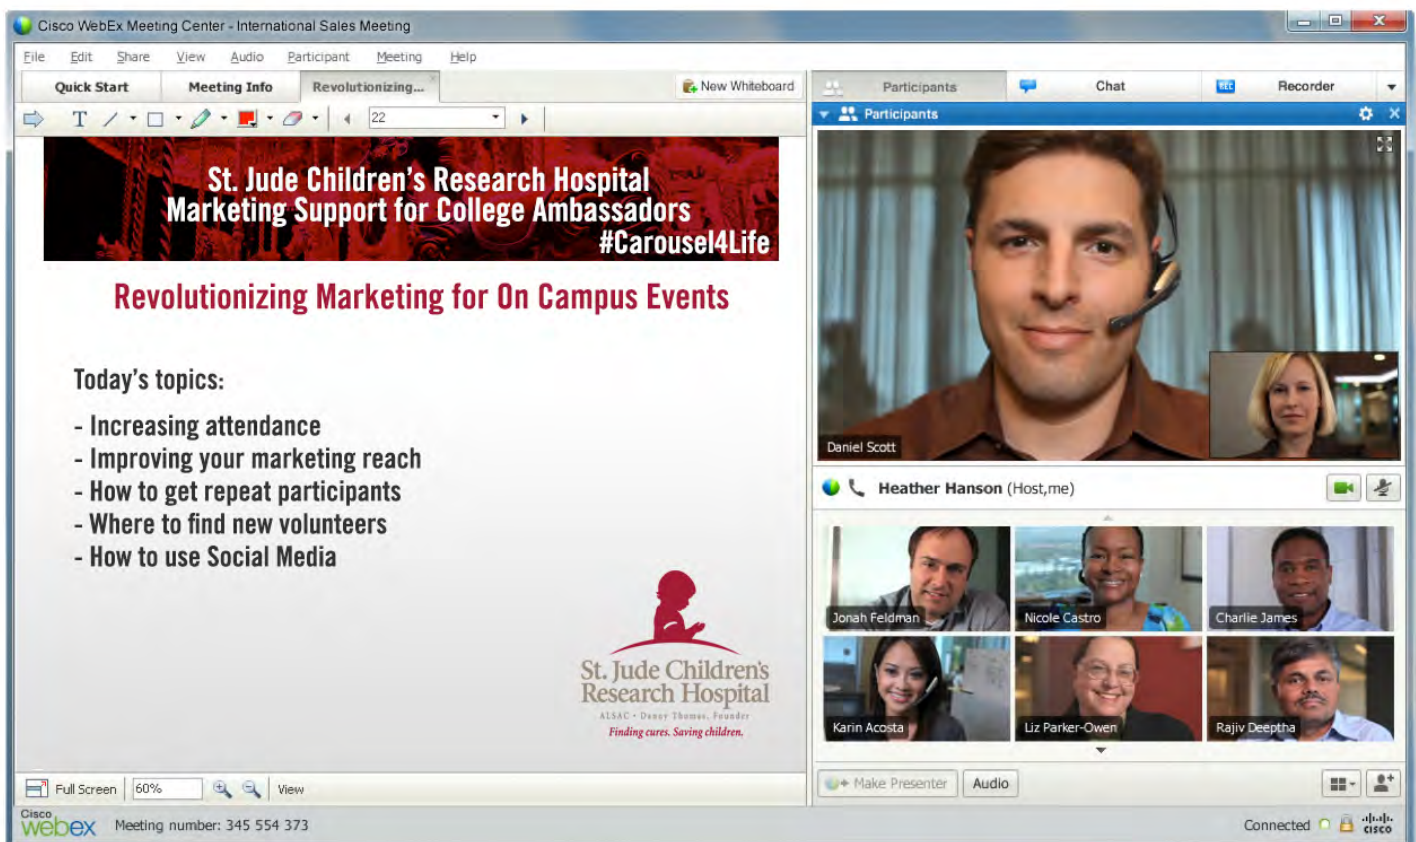 Cisco WebEx Meeting Center - International Sales Meeting
File Edit Share View Audio Participant Meeting Help
Quick Start Meeting Info Revolutionizing... New Whiteboard
Participants Chat REC Recorder
T 22
Participants
St. Jude Children's Research Hospital
Marketing Support for College Ambassadors
#Carousel4Life
Revolutionizing Marketing for On Campus Events
Today's topics:
- Increasing attendance
- Improving your marketing reach
- How to get repeat participants
- Where to find new volunteers
- How to use Social Media
St. Jude Children's
Research Hospital
ALSAC • Danny Thomas, Founder
Finding cures. Saving children.
Daniel Scott
Heather Hanson (Host,me)
Jonah Feldman Nicole Castro Charlie James
Karin Acosta Liz Parker-Owen Rajiv Deeptha
Full Screen 60% View
Make Presenter Audio
Cisco
webex Meeting number: 345 554 373
Connected
CISCO